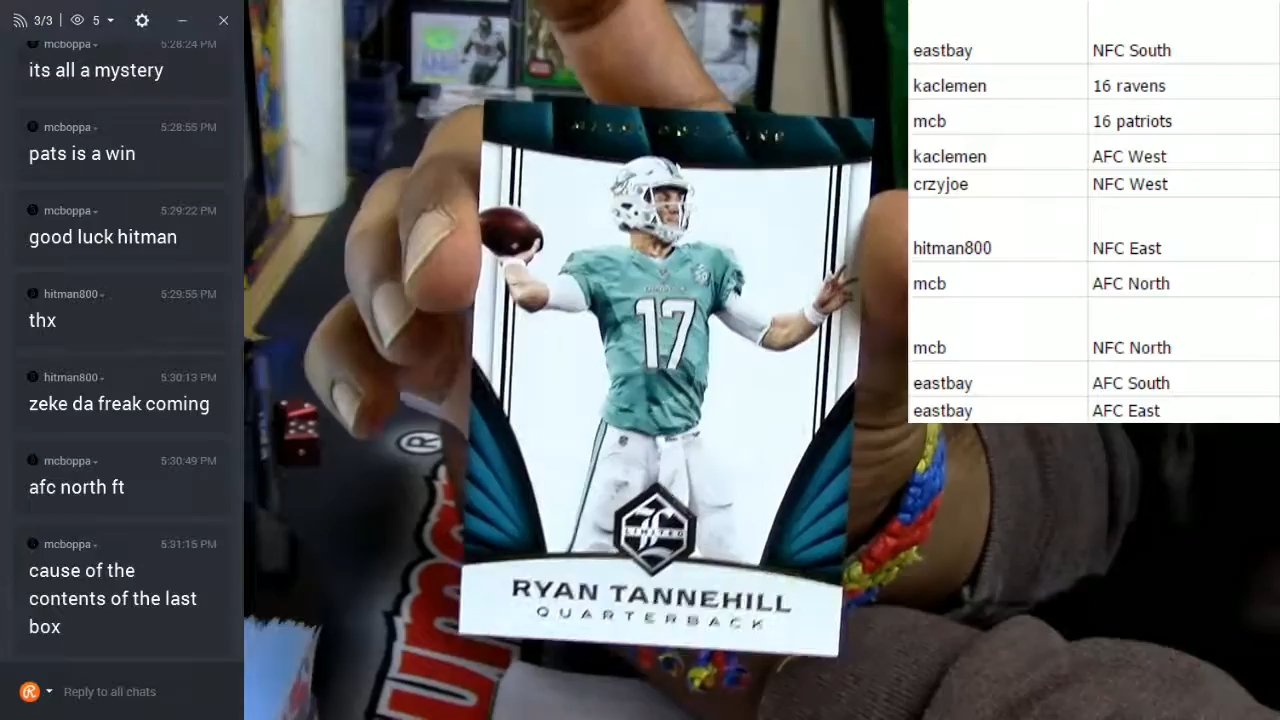 3/3
5
mcboppa
5:28:24 PM
its all a mystery
mcboppa
5:28:55 PM
pats is a win
mcboppa
5:29:22 PM
good luck hitman
hitman800
5:29:55 PM
thx
hitman800
5:30:13 PM
zeke da freak coming
mcboppa
5:30:49 PM
afc north ft
mcboppa
5:31:15 PM
cause of the
contents of the last
box
Reply to all chats
17
LIMITED
RYAN TANNEHILL
QUARTERBACK
®
eastbay NFC South
kaclemen 16 ravens
mcb 16 patriots
kaclemen AFC West
crzyjoe NFC West
hitman800 NFC East
mcb AFC North
mcb NFC North
eastbay AFC South
eastbay AFC East